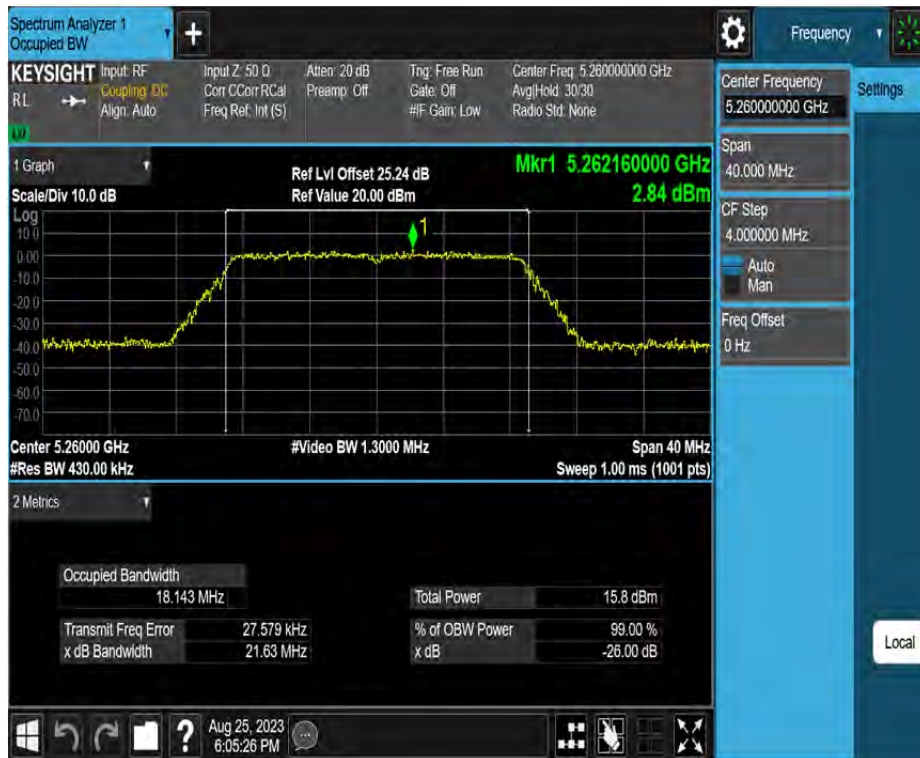 Spectrum Analyzer 1
Occupied BW
Frequency
KEYSIGHT
RL
Input: RF
Coupling: DC
Align: Auto
Input Z: 50 Ω
Corr CCorr RCal
Freq Ref: Int (S)
Atten: 20 dB
Preamp: Off
Trig: Free Run
Gate: Off
#IF Gain: Low
Center Freq: 5.260000000 GHz
Avg|Hold: 30/30
Radio Std: None
Center Frequency
5.260000000 GHz
Settings
Span
40.000 MHz
CF Step
4.000000 MHz
Auto
Man
Freq Offset
0 Hz
1 Graph
Scale/Div 10.0 dB
Ref Lvl Offset 25.24 dB
Ref Value 20.00 dBm
Mkr1 5.262160000 GHz
2.84 dBm
Log
10.0
0.00
-10.0
-20.0
-30.0
-40.0
-50.0
-60.0
-70.0
1
Center 5.26000 GHz
#Video BW 1.3000 MHz
Span 40 MHz
#Res BW 430.00 kHz
Sweep 1.00 ms (1001 pts)
2 Metrics
Occupied Bandwidth
18.143 MHz
Total Power 15.8 dBm
Transmit Freq Error 27.579 kHz
% of OBW Power 99.00 %
x dB Bandwidth 21.63 MHz
x dB -26.00 dB
Local
Aug 25, 2023
6:05:26 PM